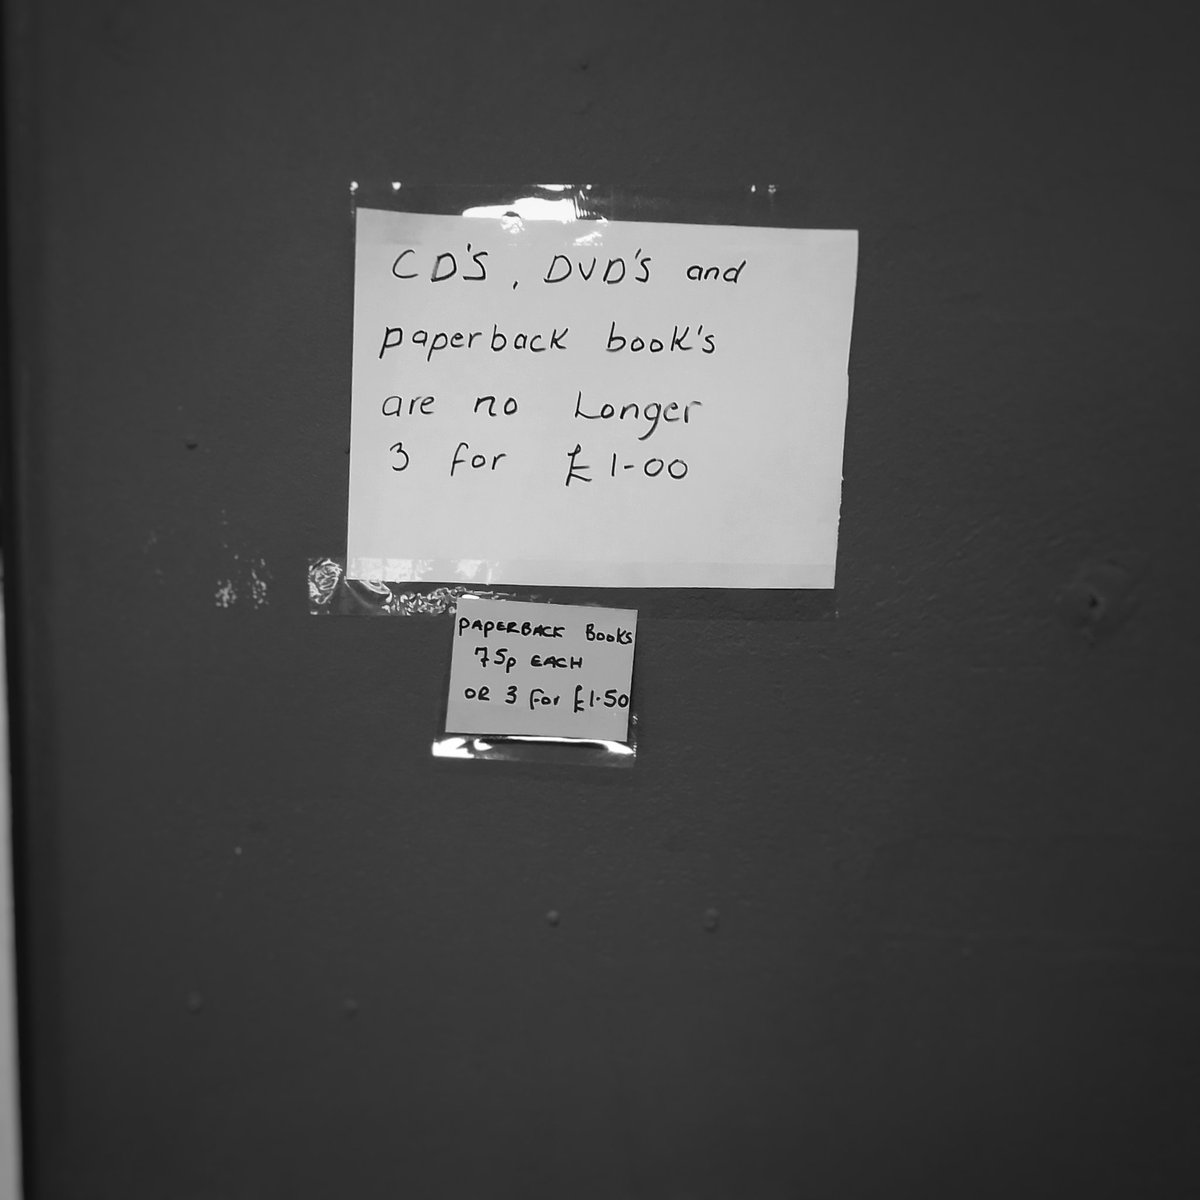 CD'S, DVD'S and
paperback book's
are no Longer
3 for £1-00
PAPERBACK BOOKS
75p EACH
OR 3 for £1.50